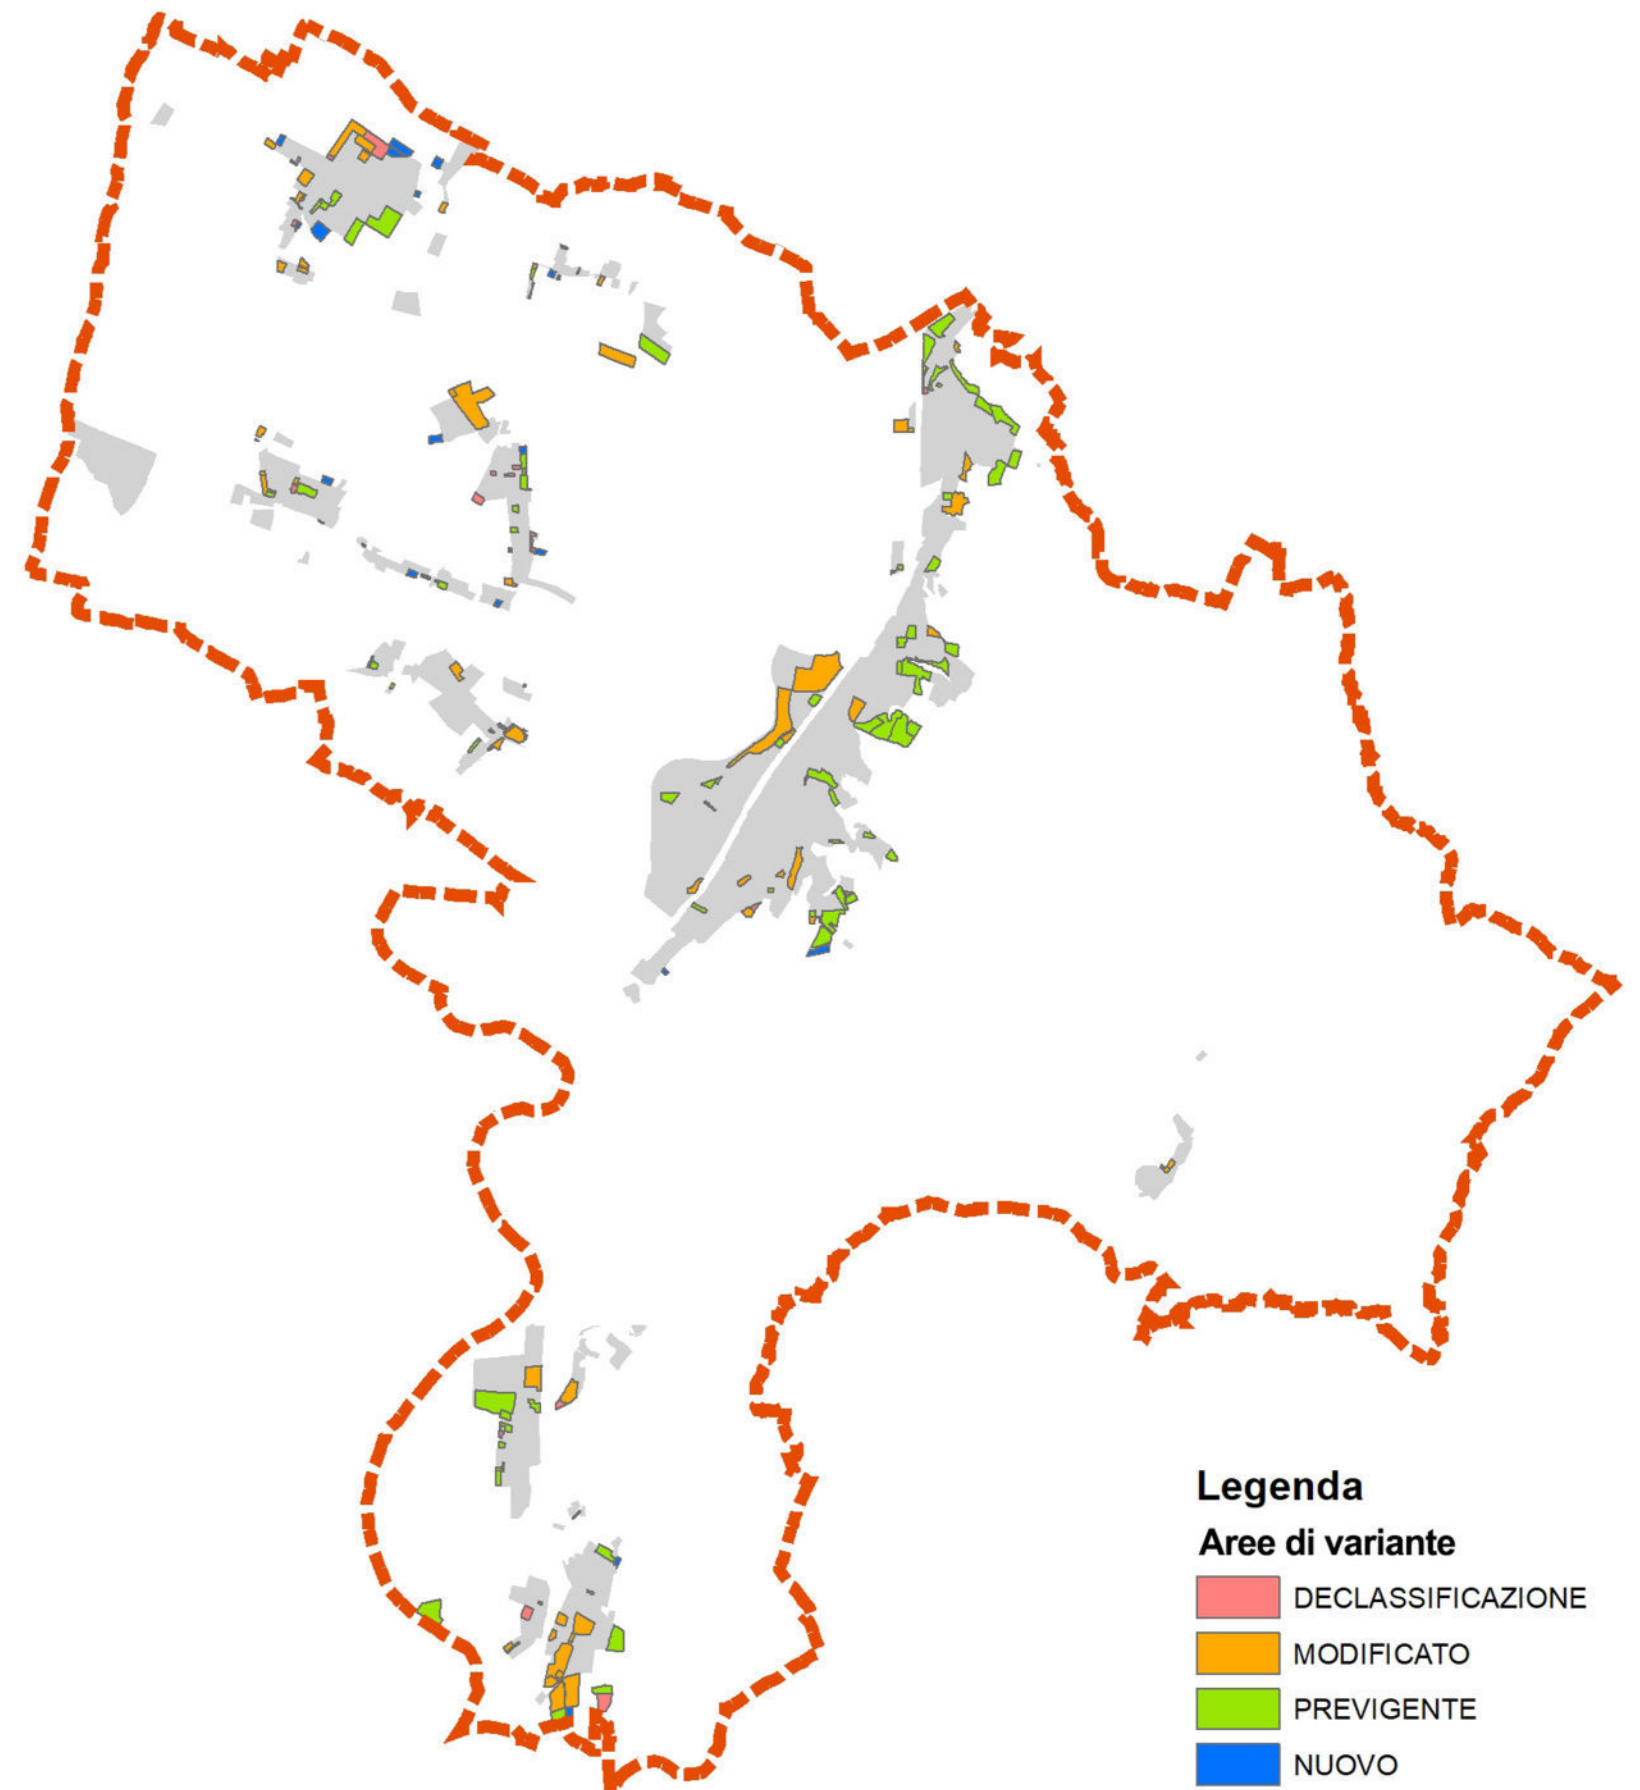 Legenda
Aree di variante
DECLASSIFICAZIONE
MODIFICATO
PREVIGENTE
NUOVO